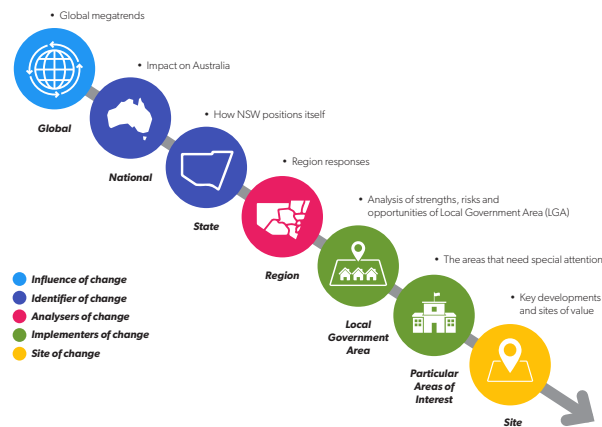 • Global megatrends
Global
• Impact on Australia
National
• How NSW positions itself
State
• Region responses
Region
• Analysis of strengths, risks and
opportunities of Local Government Area (LGA)
Local
Government
Area
• The areas that need special attention
Particular
Areas of
Interest
• Key developments
and sites of value
Site
Influence of change
Identifier of change
Analysers of change
Implementers of change
Site of change